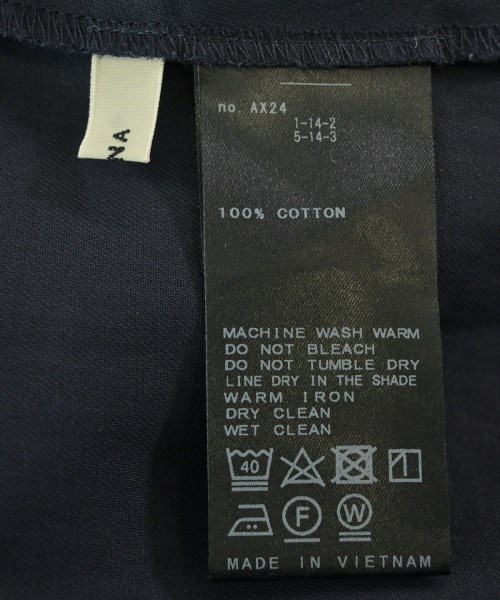 NA
no. AX24
1-14-2
5-14-3
100% COTTON
MACHINE WASH WARM
DO NOT BLEACH
DO NOT TUMBLE DRY
LINE DRY IN THE SHADE
WARM IRON
DRY CLEAN
WET CLEAN
40
F
W
MADE IN VIETNAM